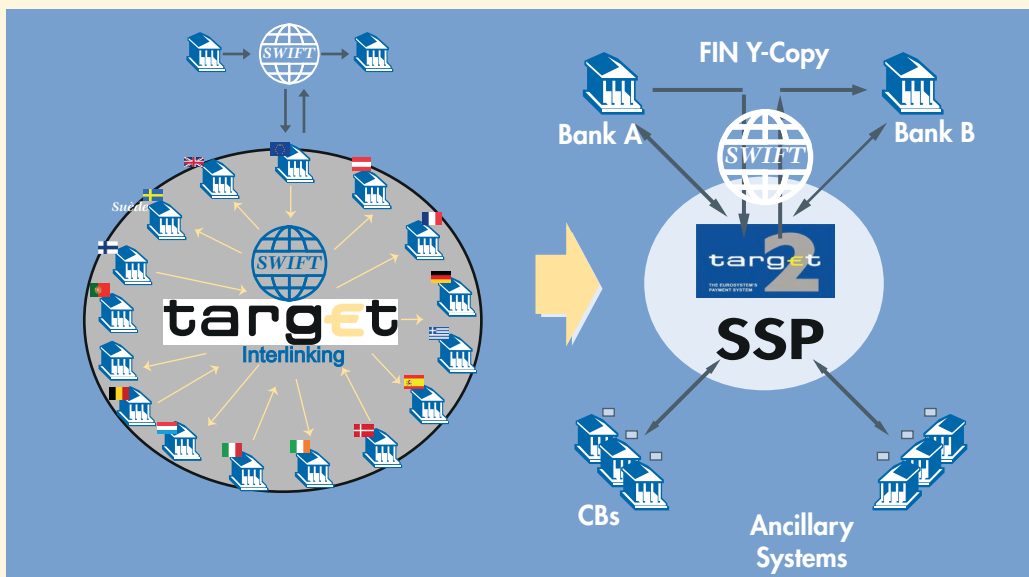 SWIFT
Suède
SWIFT
target
Interlinking
FIN Y-Copy
Bank A
Bank B
SWIFT
target 2
THE EUROSYSTEM'S
PAYMENT SYSTEM
SSP
CBs
Ancillary
Systems